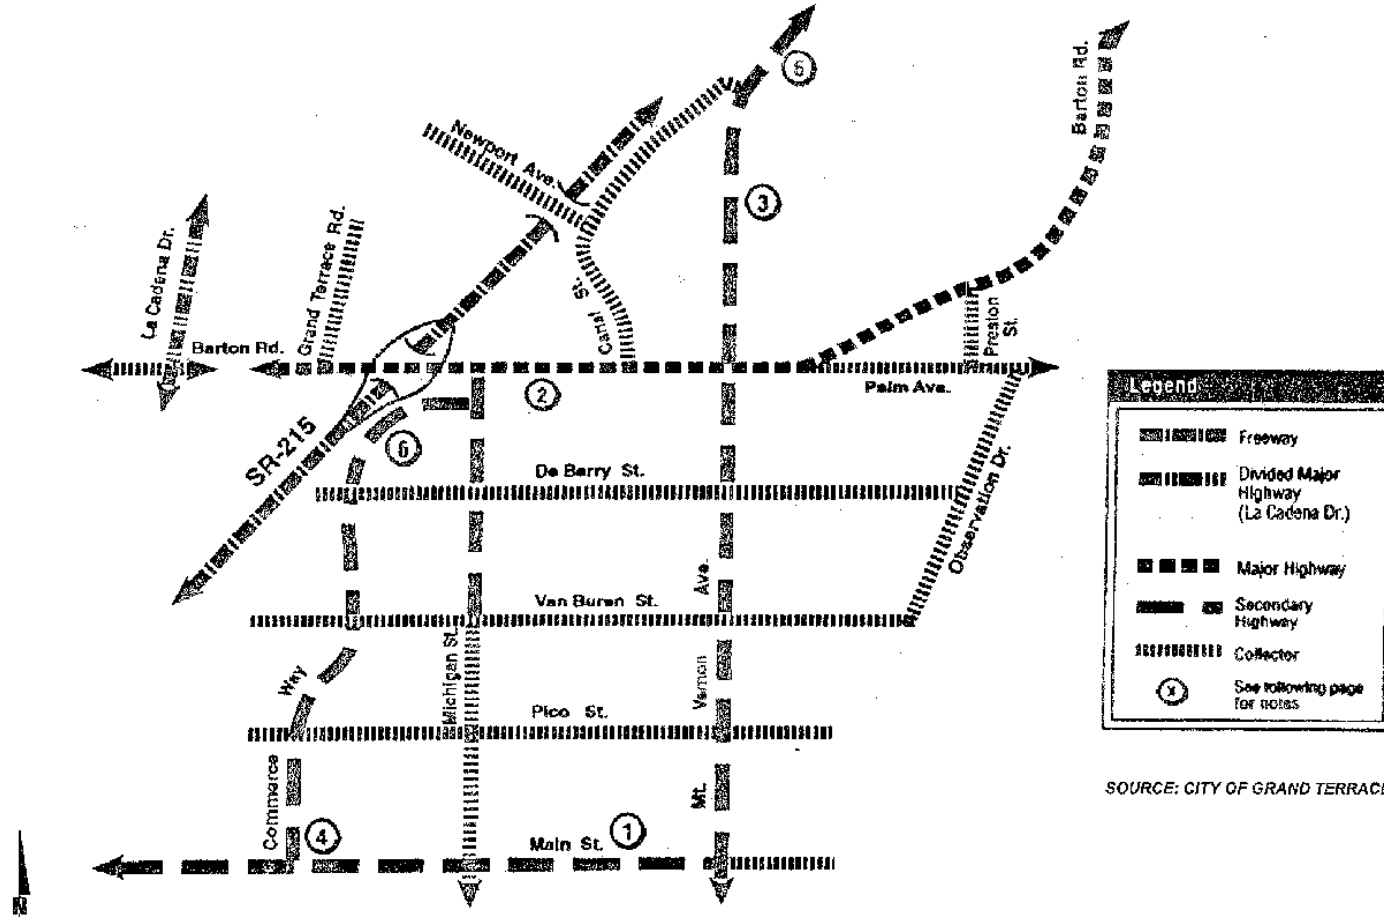 5
Barton Rd.
Newport Ave.
3
La Cadena Dr.
Grand Terrace Rd.
Canal St.
Preston
St.
Barton Rd.
Palm Ave.
2
SR-215
6
De Berry St.
Observation Dr.
Van Buren St.
Michigan St.
Pico St.
Commerce Way
Mt. Vernon Ave.
4
Main St.
1
N
Legend
Freeway
Divided Major
Highway
(La Cadena Dr.)
Major Highway
Secondary
Highway
Collector
X
See following page
for notes
SOURCE: CITY OF GRAND TERRACE